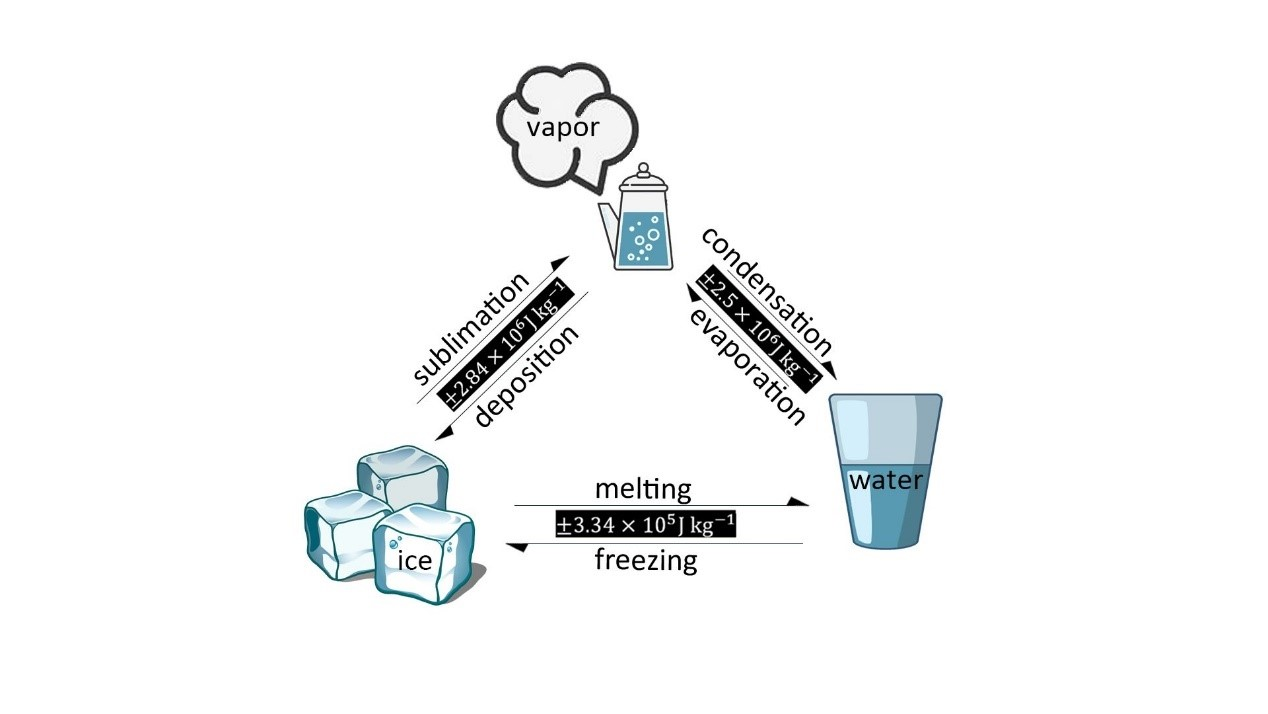 vapor
condensation
±2.5 × 10⁶J kg⁻¹
evaporation
sublimation
±2.84 × 10⁶J kg⁻¹
deposition
water
melting
±3.34 × 10⁵J kg⁻¹
freezing
ice